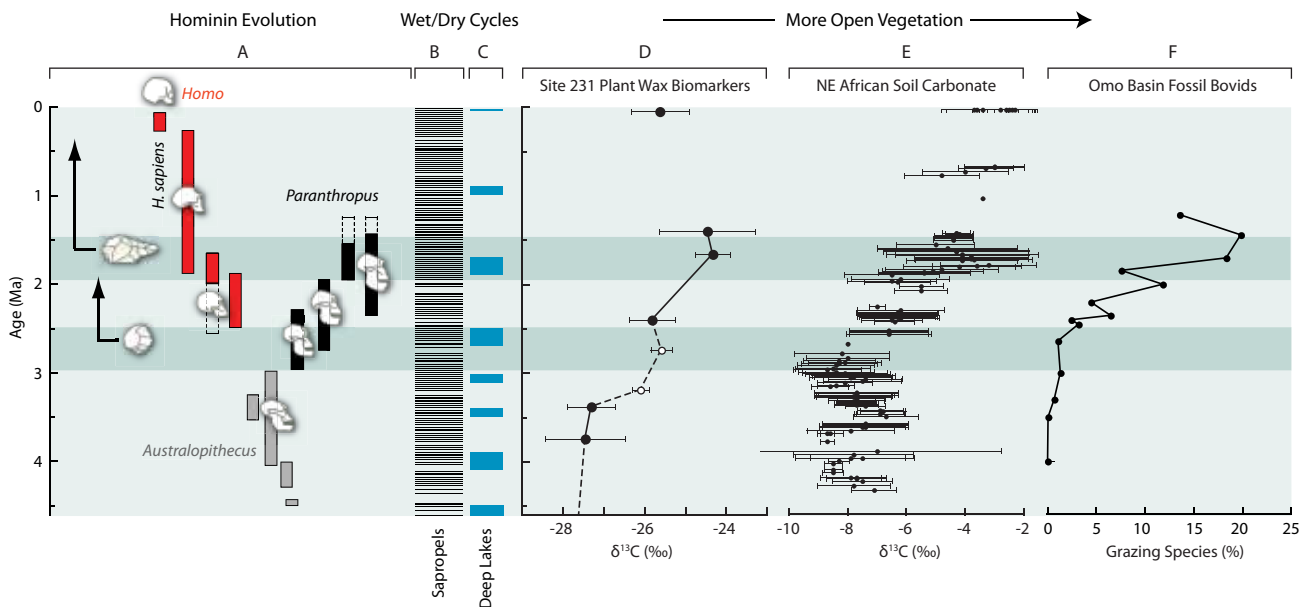 Hominin Evolution
Wet/Dry Cycles
More Open Vegetation
A
B
C
D
E
F
Site 231 Plant Wax Biomarkers
NE African Soil Carbonate
Omo Basin Fossil Bovids
Homo
H. sapiens
Paranthropus
Australopithecus
Age (Ma)
0
1
2
3
4
Sapropels
Deep Lakes
-28
-26
-24
δ¹³C (‰)
-10
-8
-6
-4
-2
δ¹³C (‰)
0
5
10
15
20
25
Grazing Species (%)